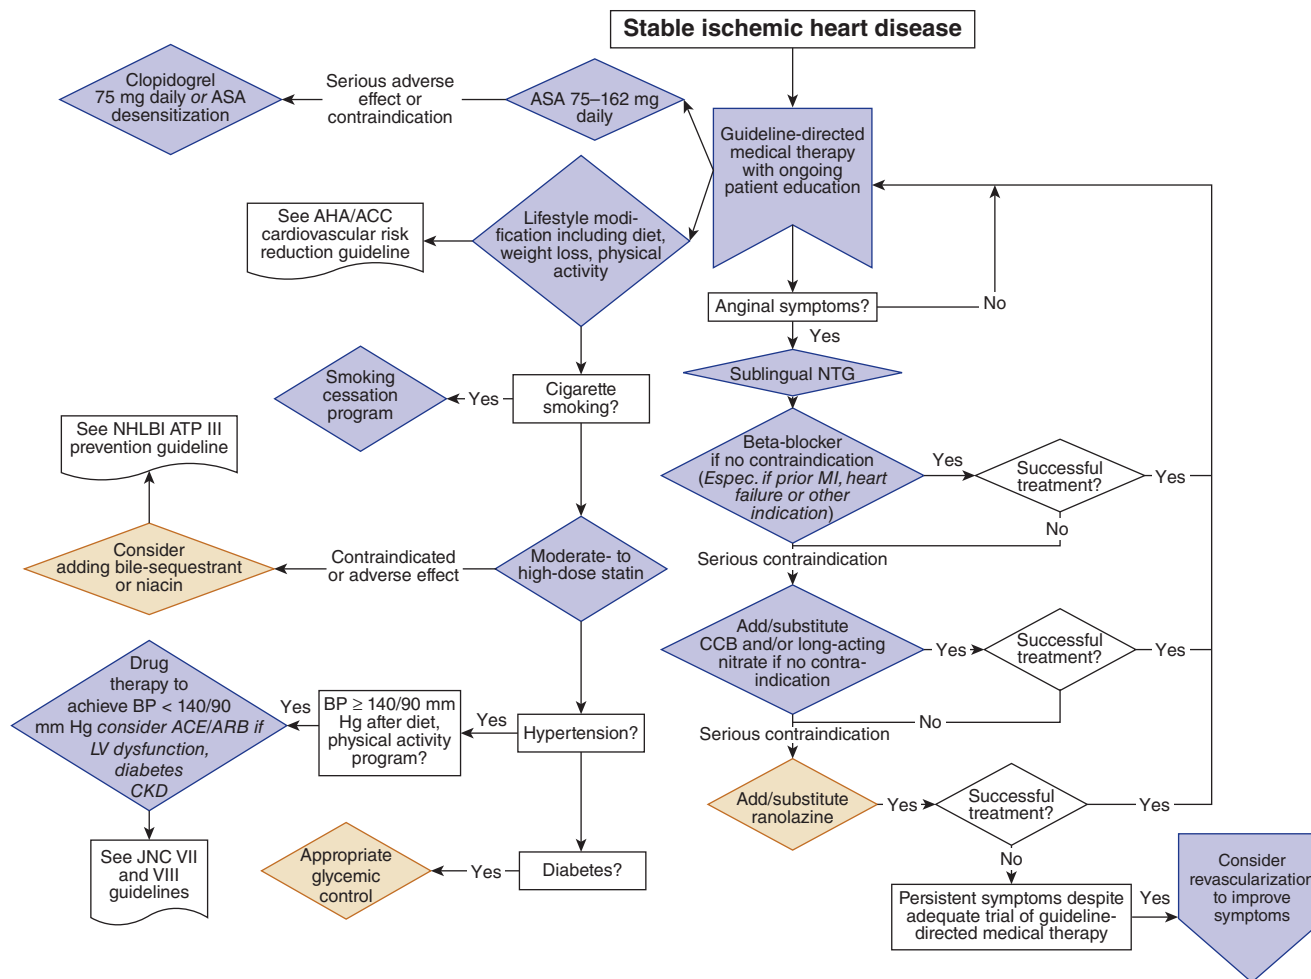 Stable ischemic heart disease
Clopidogrel
75 mg daily or ASA
desensitization
Serious adverse
effect or
contraindication
ASA 75–162 mg
daily
Guideline-directed
medical therapy
with ongoing
patient education
See AHA/ACC
cardiovascular risk
reduction guideline
Lifestyle modi-
fication including diet,
weight loss, physical
activity
Anginal symptoms?
No
Yes
Sublingual NTG
Smoking
cessation
program
Yes
Cigarette
smoking?
See NHLBI ATP III
prevention guideline
Beta-blocker
if no contraindication
(Espec. if prior MI, heart
failure or other
indication)
Yes
Successful
treatment?
Yes
No
Serious contraindication
Consider
adding bile-sequestrant
or niacin
Contraindicated
or adverse effect
Moderate- to
high-dose statin
Add/substitute
CCB and/or long-acting
nitrate if no contra-
indication
Yes
Successful
treatment?
Yes
No
Serious contraindication
Drug
therapy to
achieve BP < 140/90
mm Hg consider ACE/ARB if
LV dysfunction,
diabetes
CKD
Yes
BP ≥ 140/90 mm
Hg after diet,
physical activity
program?
Yes
Hypertension?
Add/substitute
ranolazine
Yes
Successful
treatment?
Yes
No
See JNC VII
and VIII
guidelines
Appropriate
glycemic
control
Yes
Diabetes?
Persistent symptoms despite
adequate trial of guideline-
directed medical therapy
Yes
Consider
revascularization
to improve
symptoms